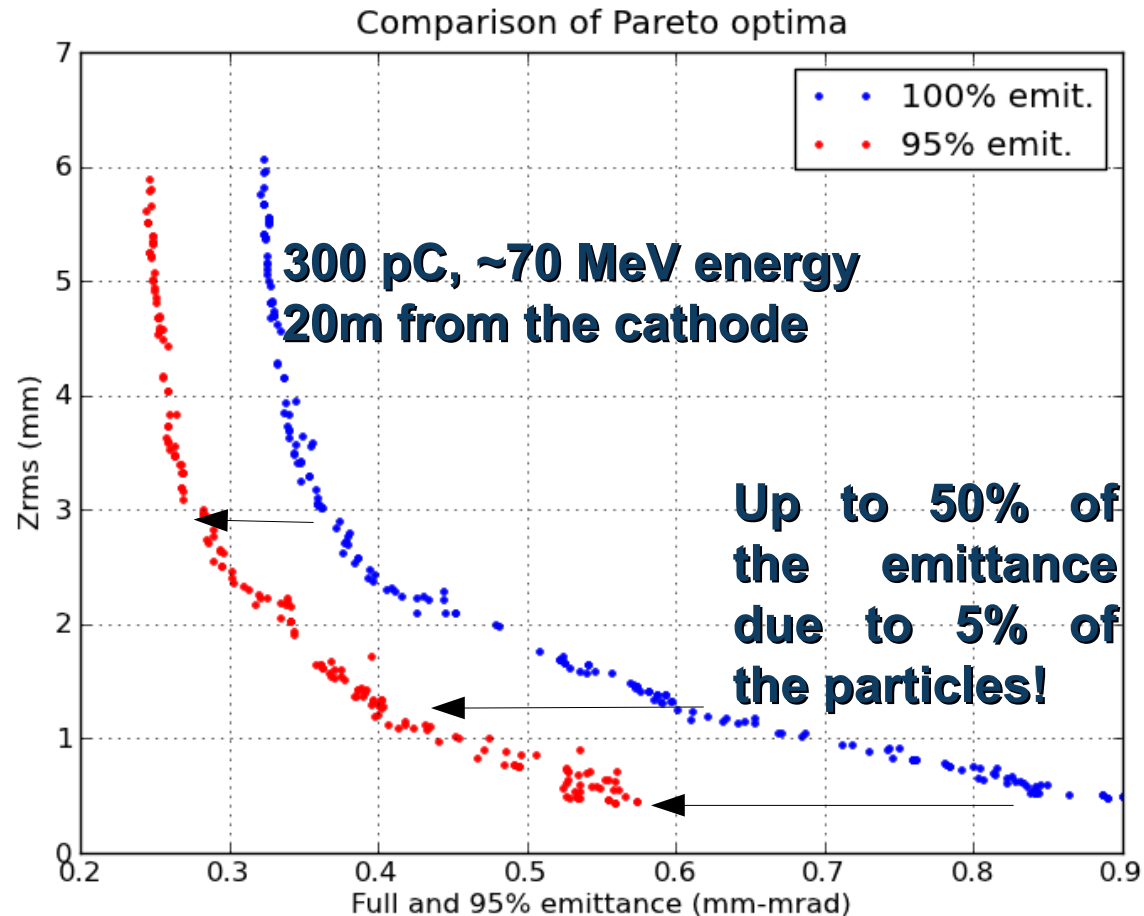 Comparison of Pareto optima
7
6
5
4
3
2
1
0
Zrms (mm)
100% emit.
95% emit.
300 pC, ~70 MeV energy
20m from the cathode
Up to 50% of
the emittance
due to 5% of
the particles!
0.2 0.3 0.4 0.5 0.6 0.7 0.8 0.9
Full and 95% emittance (mm-mrad)